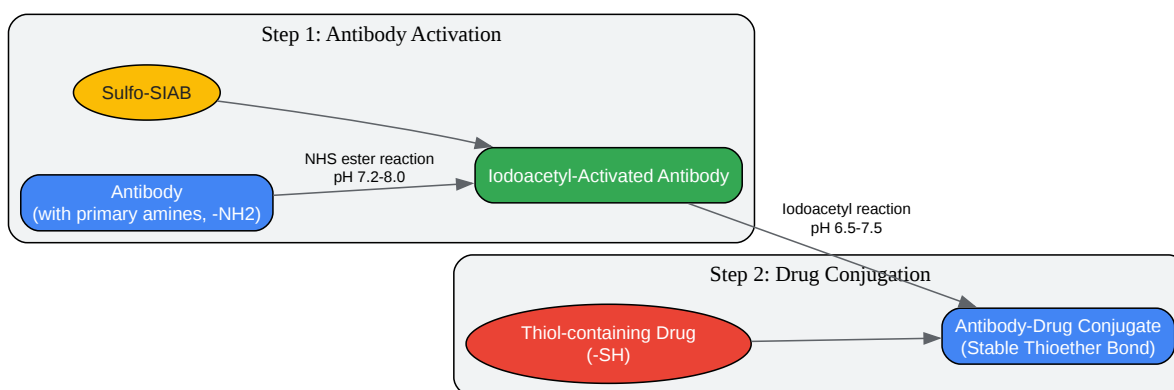 Step 1: Antibody Activation
Sulfo-SIAB
Antibody
(with primary amines, -NH2)
NHS ester reaction
pH 7.2-8.0
Iodoacetyl-Activated Antibody
Iodoacetyl reaction
pH 6.5-7.5
Step 2: Drug Conjugation
Thiol-containing Drug
(-SH)
Antibody-Drug Conjugate
(Stable Thioether Bond)